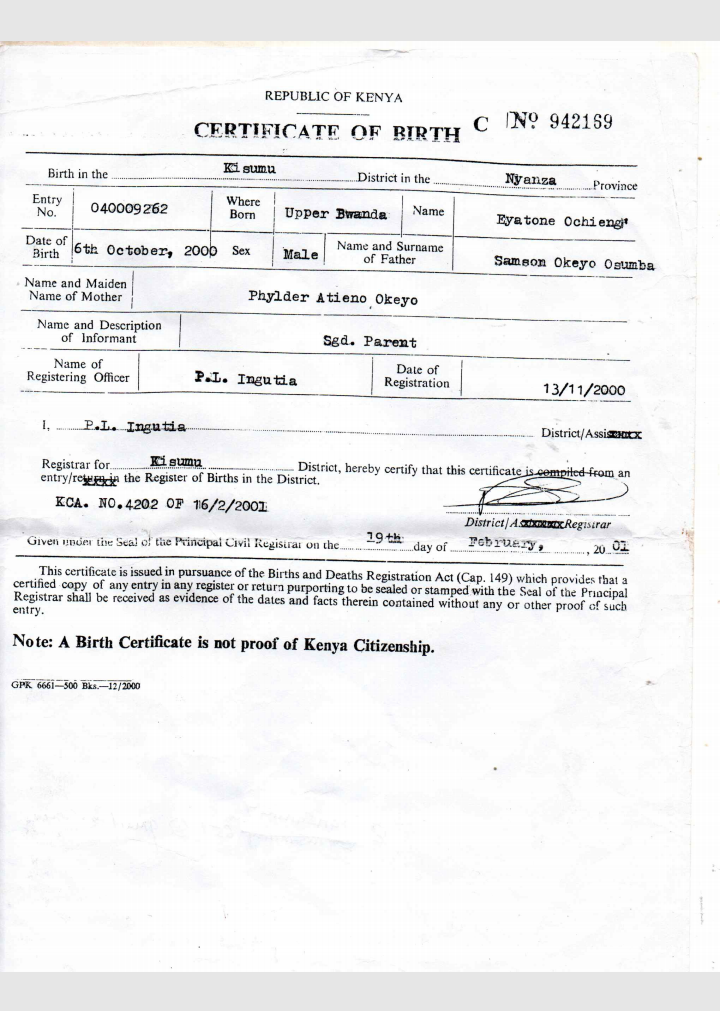 REPUBLIC OF KENYA
CERTIFICATE OF BIRTH C Nº 942169
Birth in the Kisumu District in the Nyanza Province
Entry No. 040009262 Where Born Upper Bwanda Name Eyatone Ochieng
Date of Birth 6th October, 2000 Sex Male Name and Surname of Father Samson Okeyo Osumba
Name and Maiden Name of Mother Phylder Atieno Okeyo
Name and Description of Informant Sgd. Parent
Name of Registering Officer P.L. Ingutia Date of Registration 13/11/2000
I, P.L. Ingutia District/Assi
Registrar for Kisumu District, hereby certify that this certificate is compiled from an
entry/return in the Register of Births in the District.
KCA. NO.4202 OF 16/2/2001
District/A Registrar
Given under the Seal of the Principal Civil Registrar on the 19th day of February, , 20 01
This certificate is issued in pursuance of the Births and Deaths Registration Act (Cap. 149) which provides that a
certified copy of any entry in any register or return purporting to be sealed or stamped with the Seal of the Principal
Registrar shall be received as evidence of the dates and facts therein contained without any or other proof of such
entry.
Note: A Birth Certificate is not proof of Kenya Citizenship.
GPK 6661—500 Bks.—12/2000